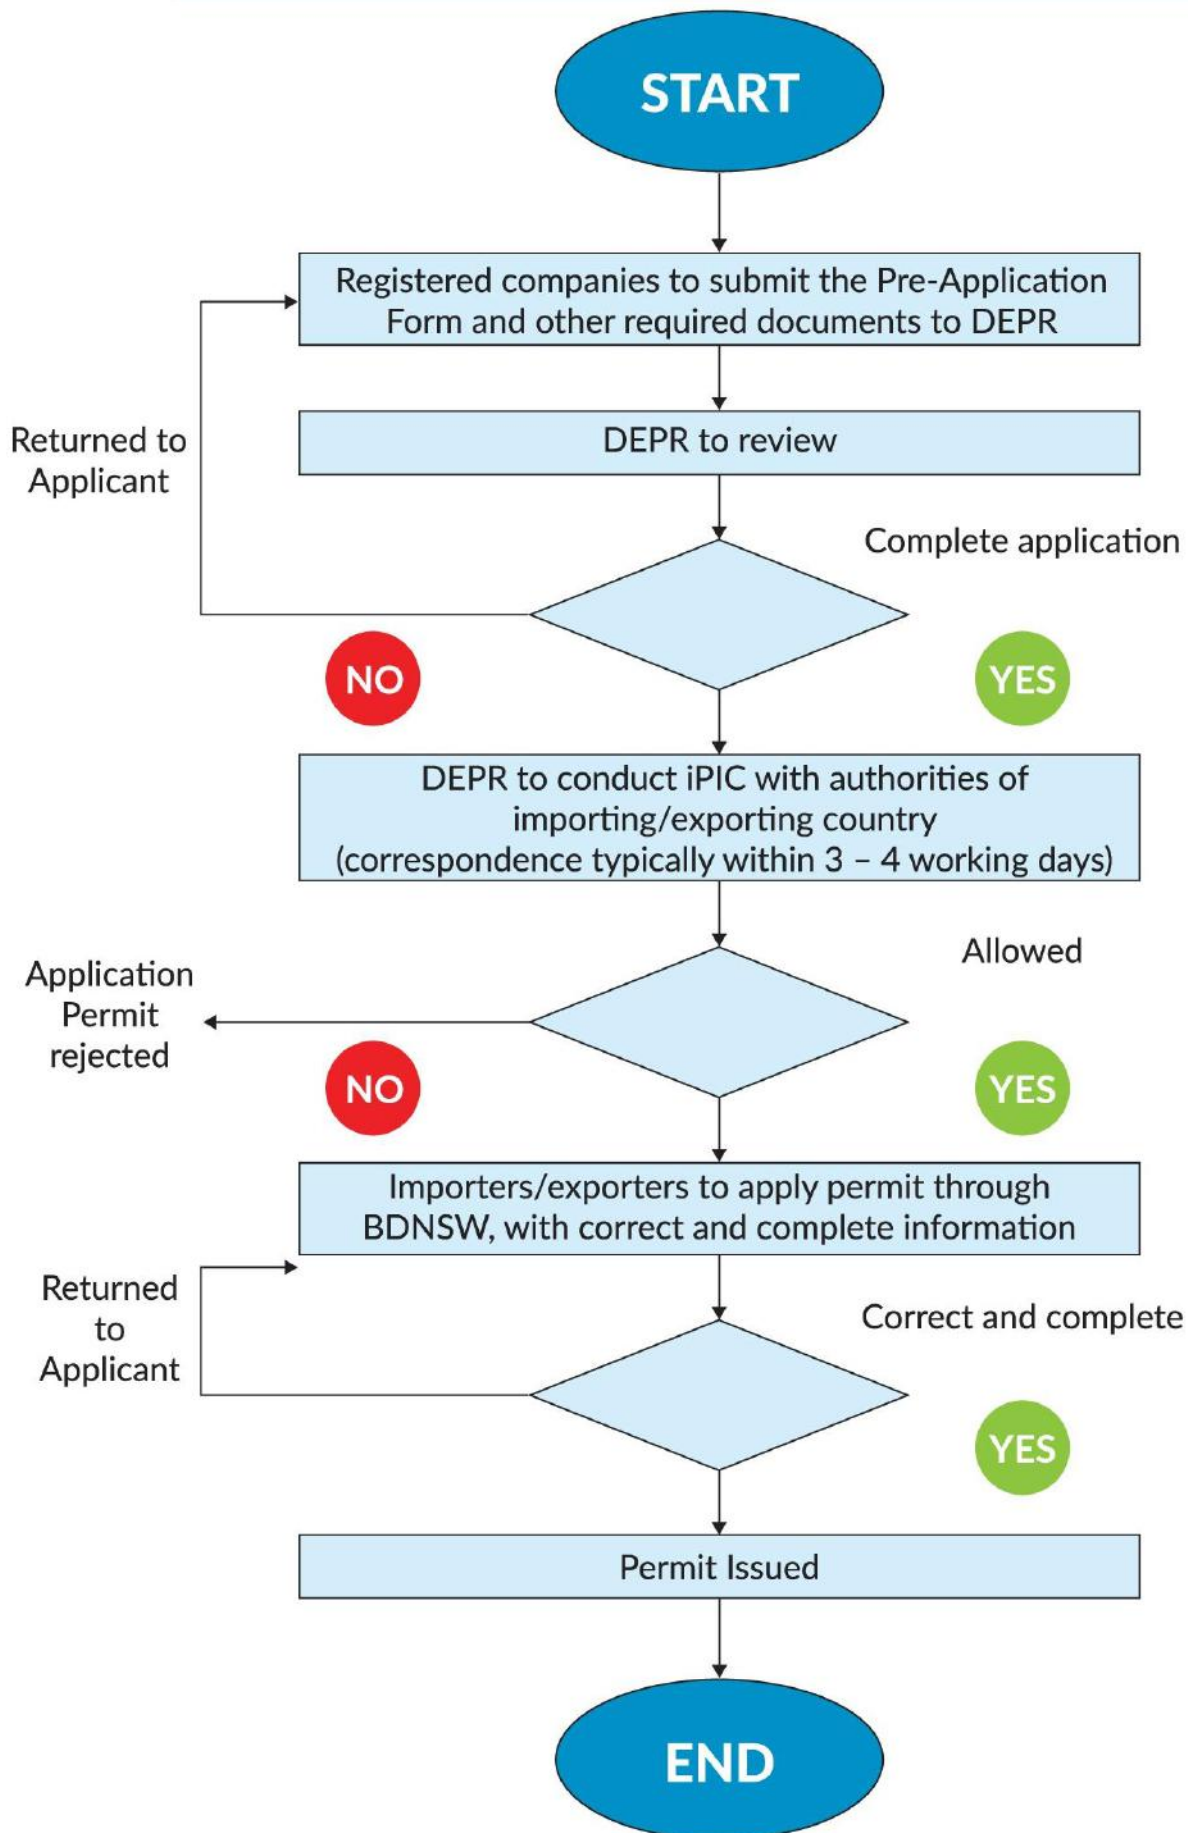 START
Registered companies to submit the Pre-Application
Form and other required documents to DEPR
Returned to
Applicant
DEPR to review
Complete application
NO
YES
DEPR to conduct iPIC with authorities of
importing/exporting country
(correspondence typically within 3 – 4 working days)
Allowed
Application
Permit
rejected
NO
YES
Importers/exporters to apply permit through
BDNSW, with correct and complete information
Returned
to
Applicant
Correct and complete
YES
Permit Issued
END